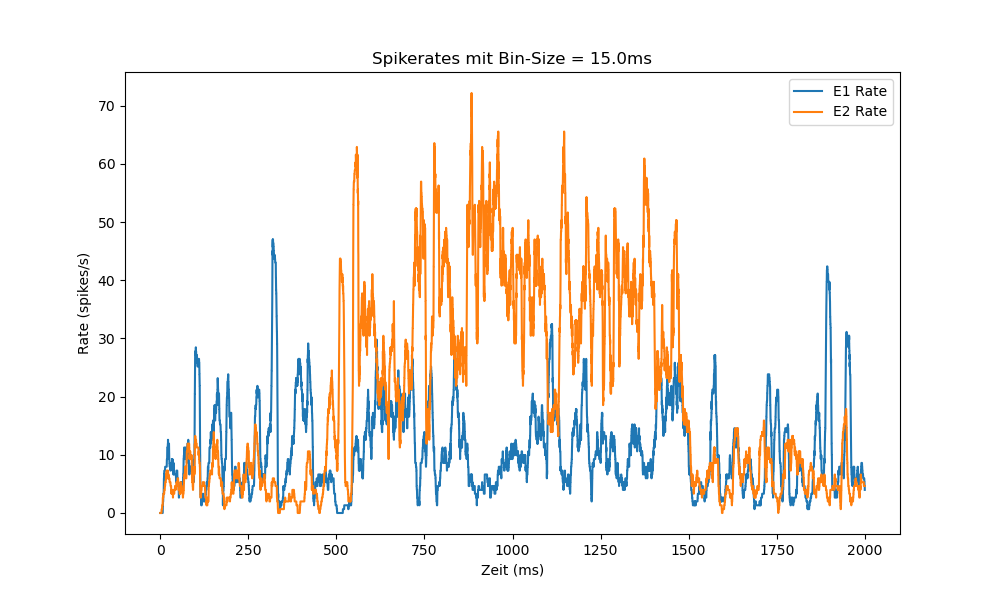 Spikerates mit Bin-Size = 15.0ms
E1 Rate
E2 Rate
70
60
50
40
30
20
10
0
Rate (spikes/s)
0 250 500 750 1000 1250 1500 1750 2000
Zeit (ms)